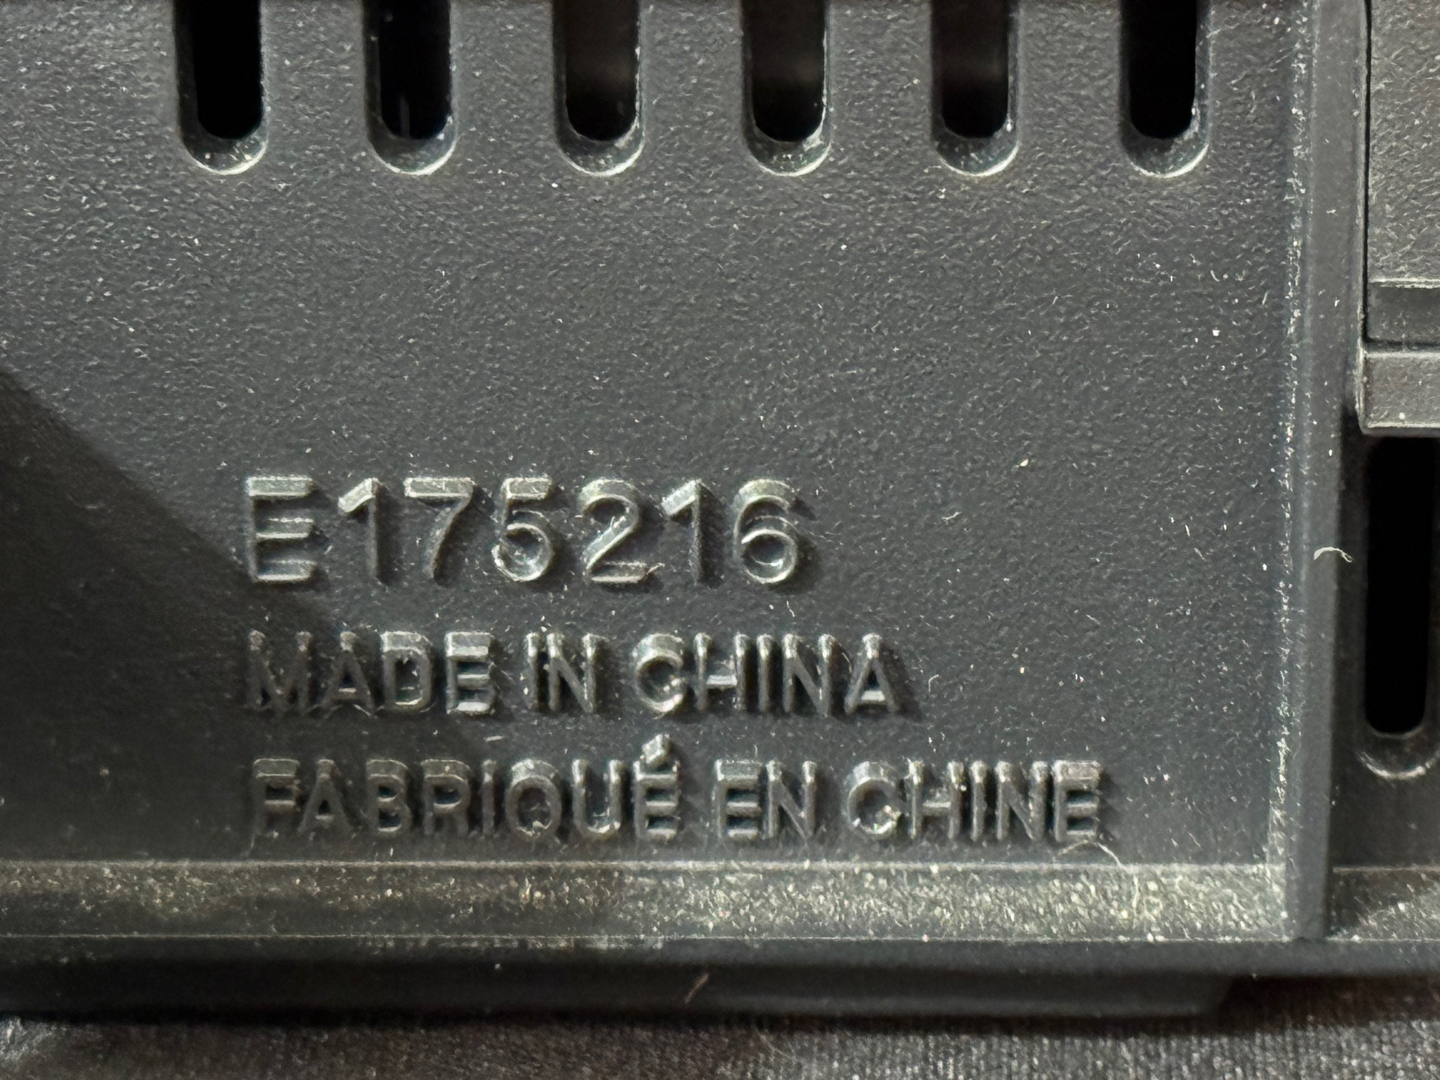 E175216
MADE IN CHINA
FABRIQUÉ EN CHINE